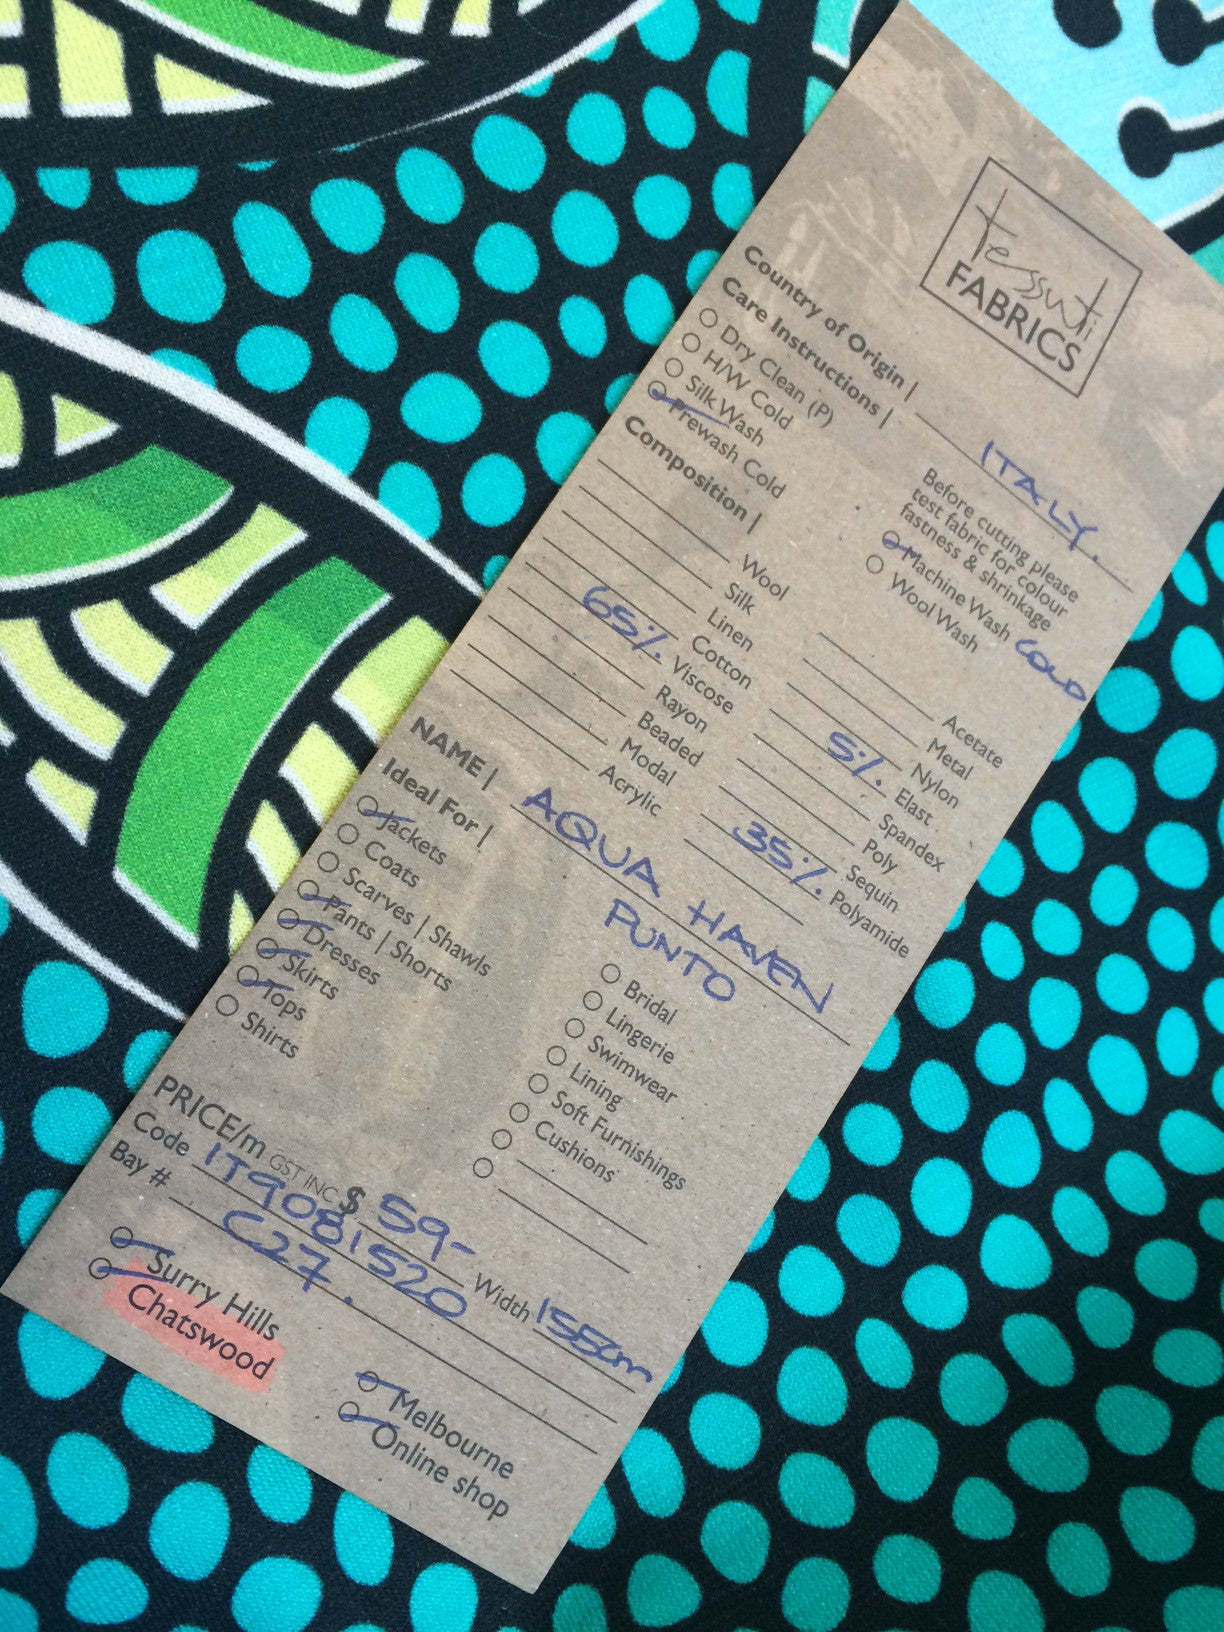 Tessuti
FABRICS
Country of Origin | ITALY.
Care Instructions |
Dry Clean (P)
H/W Cold
Silk Wash
Prewash Cold
Before cutting please
test fabric for colour
fastness & shrinkage
Machine Wash COLD
Wool Wash
Composition |
Wool
Silk
Linen
Cotton
65%. Viscose
Rayon
Beaded
Modal
Acrylic
Acetate
Metal
Nylon
5%. Elast.
Spandex
Poly
Sequin
35%. Polyamide
NAME | AQUA HAVEN
PUNTO
Ideal For |
Jackets
Coats
Scarves | Shawls
Pants | Shorts
Dresses
Skirts
Tops
Shirts
Bridal
Lingerie
Swimwear
Lining
Soft Furnishings
Cushions
PRICE/m GST INC. $ 59- Width 155cm
Code IT9081520
Bay # C27.
Surry Hills
Chatswood
Melbourne
Online shop